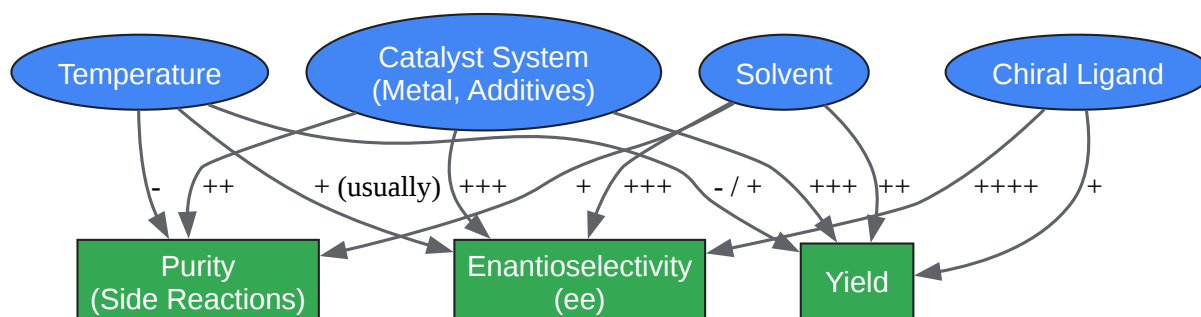 Temperature
Catalyst System
(Metal, Additives)
Solvent
Chiral Ligand
-
++
+ (usually)
+++
+
+++
- / +
+++
++
++++
+
Purity
(Side Reactions)
Enantioselectivity
(ee)
Yield